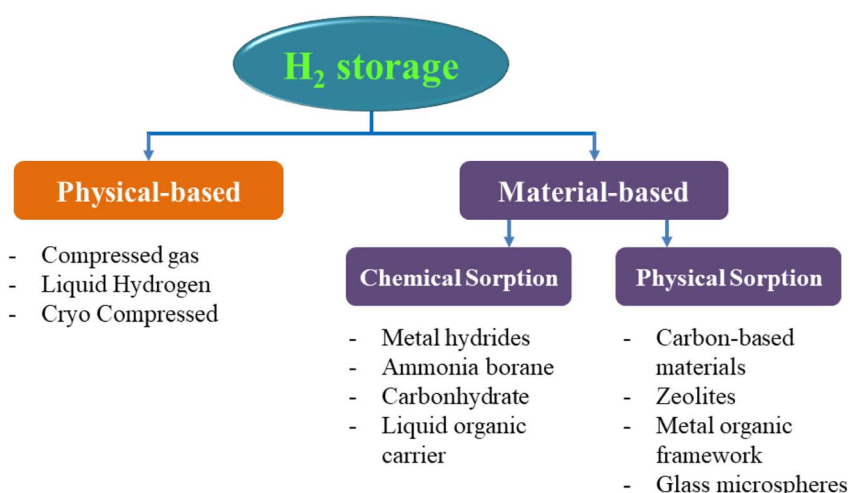 H₂ storage
Physical-based
Material-based
- Compressed gas
- Liquid Hydrogen
- Cryo Compressed
Chemical Sorption
- Metal hydrides
- Ammonia borane
- Carbonhydrate
- Liquid organic
carrier
Physical Sorption
- Carbon-based
materials
- Zeolites
- Metal organic
framework
- Glass microspheres